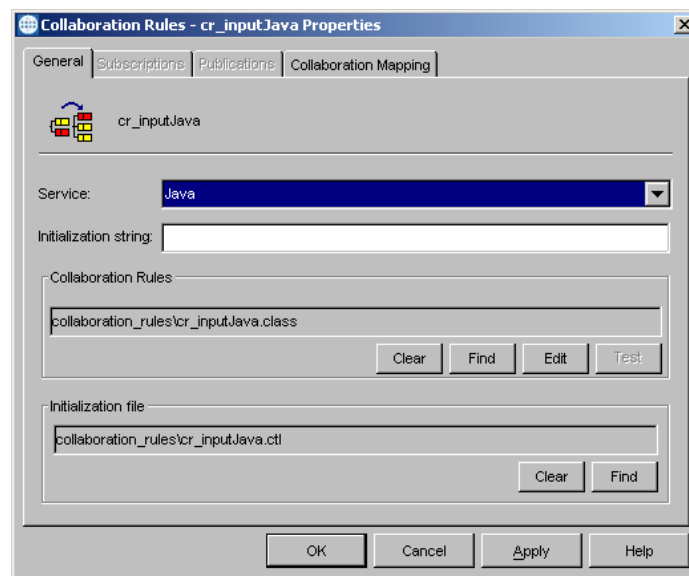 Collaboration Rules - cr_inputJava Properties
General Subscriptions Publications Collaboration Mapping
cr_inputJava
Service: Java
Initialization string:
Collaboration Rules
collaboration_rules\cr_inputJava.class
Clear Find Edit Test
Initialization file
collaboration_rules\cr_inputJava.ctl
Clear Find
OK Cancel Apply Help